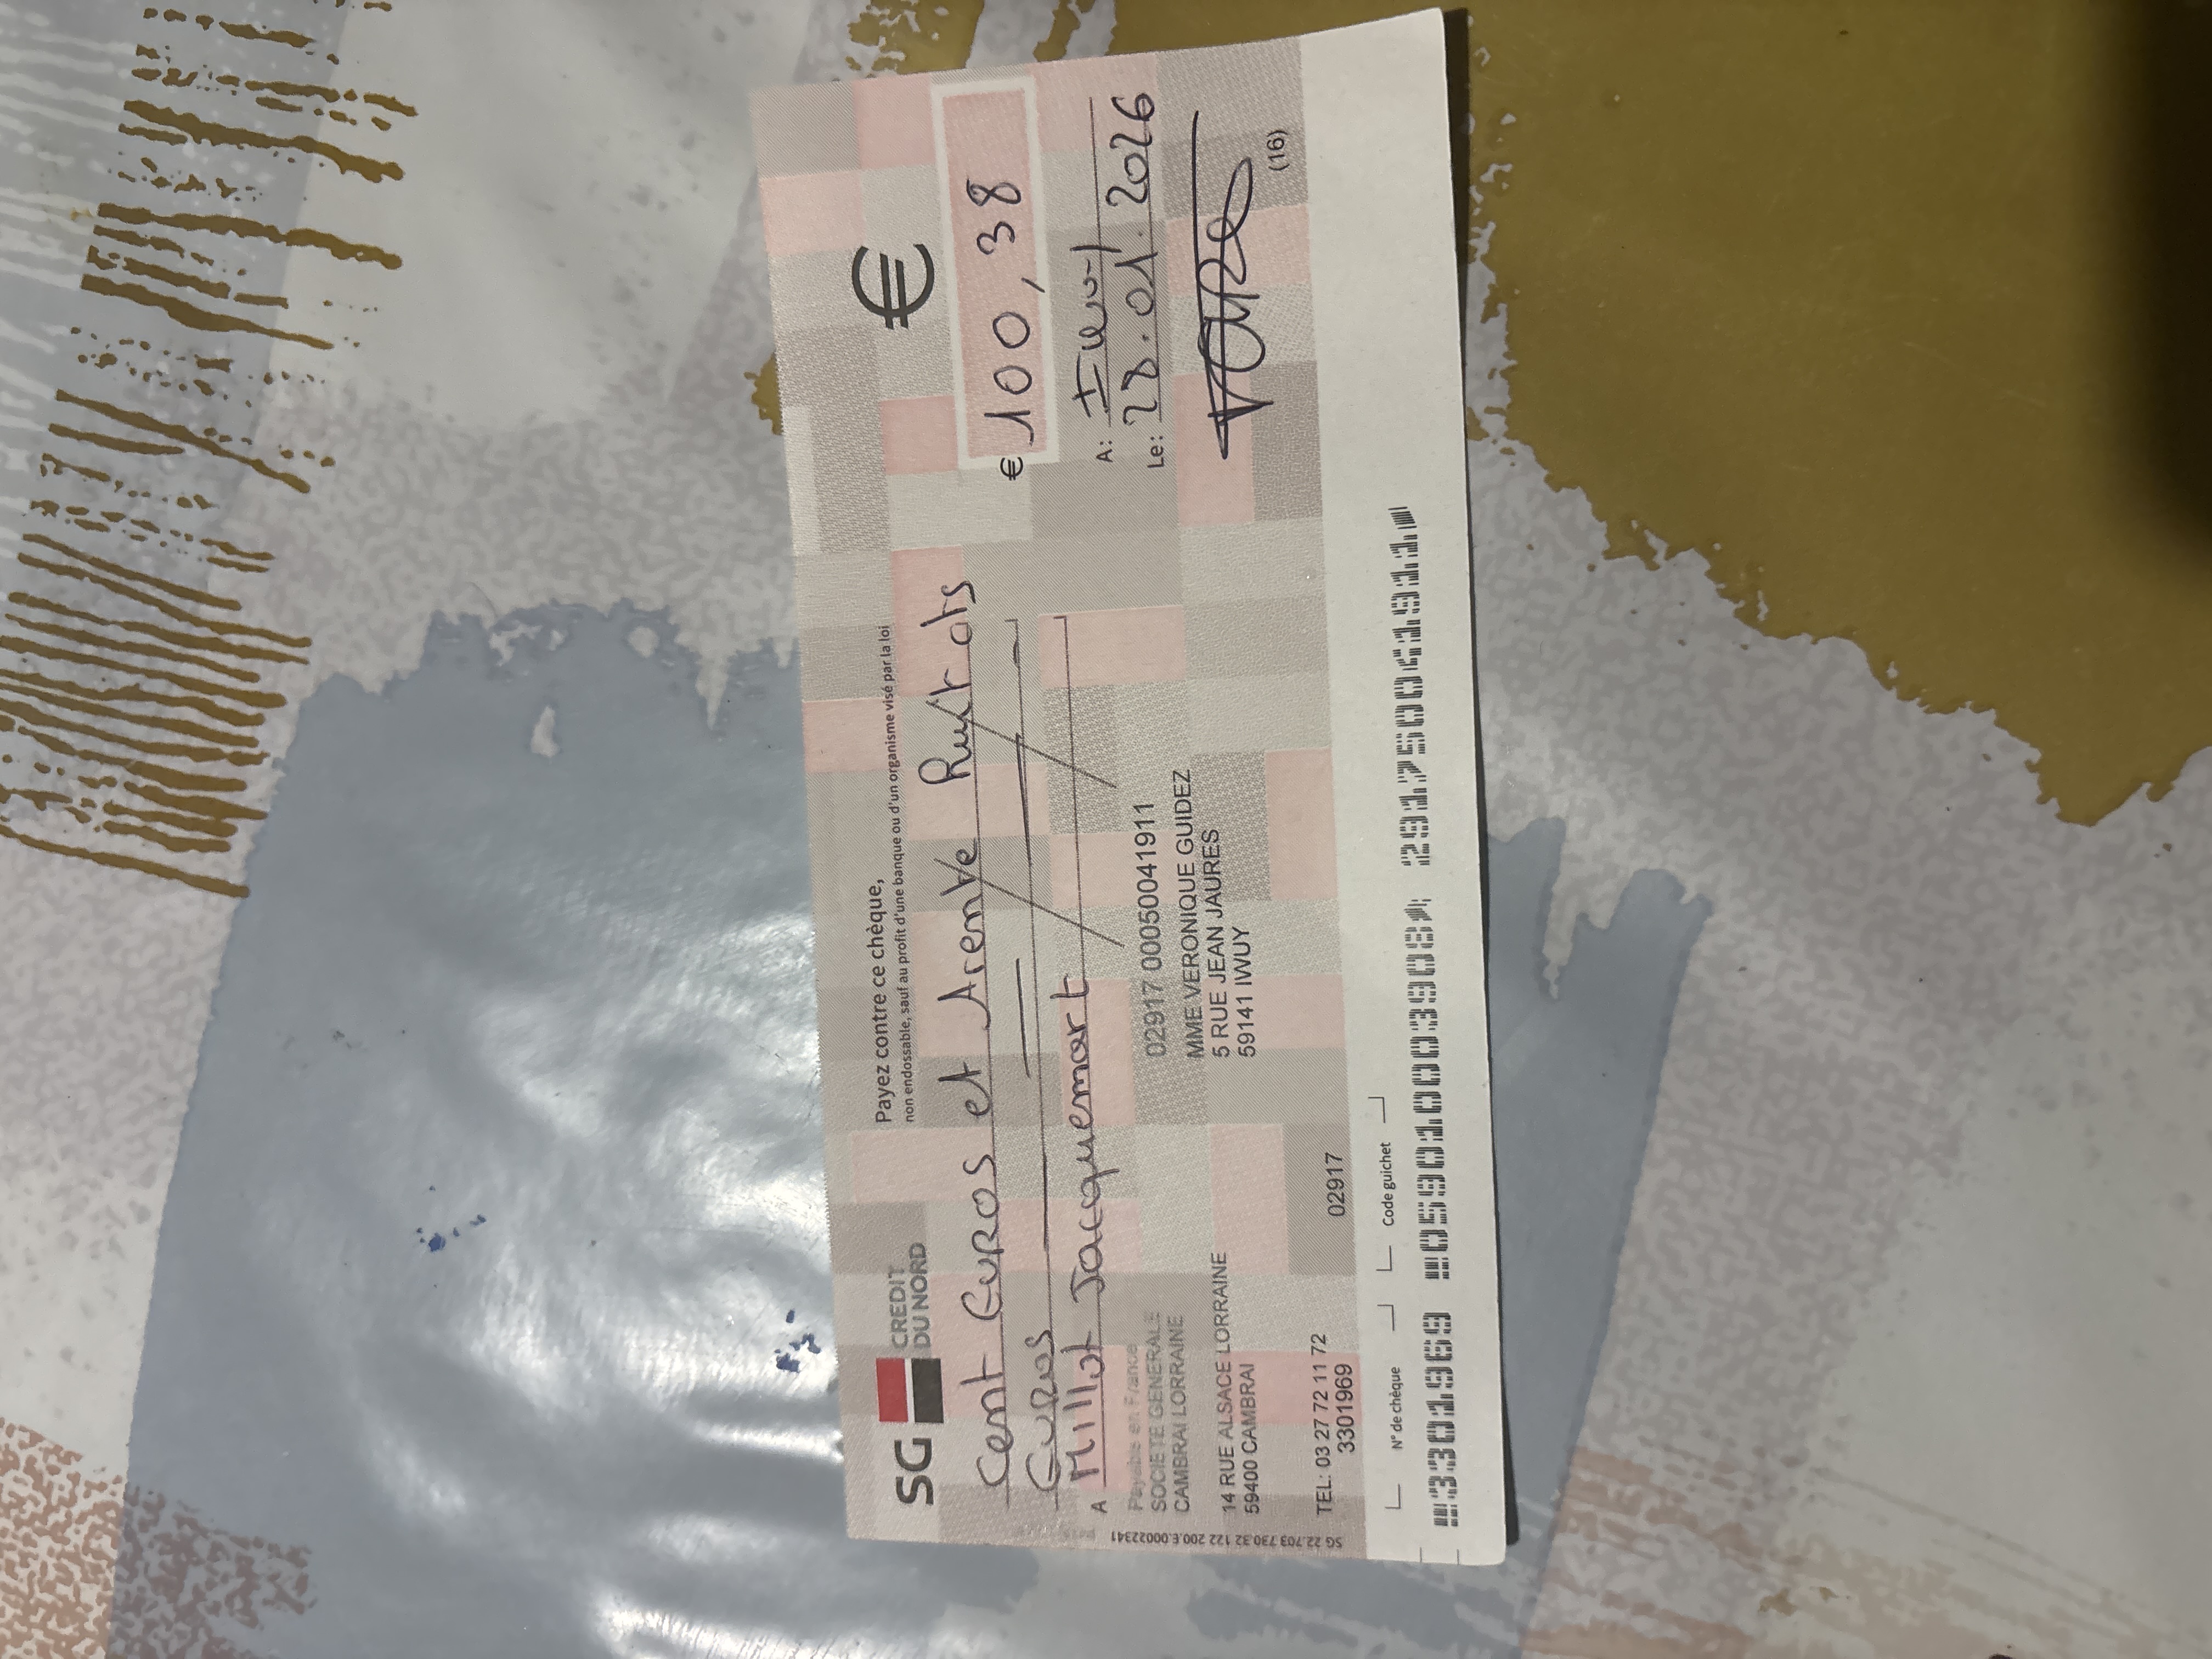 SG CREDIT DU NORD
Payez contre ce chèque,
non endossable, sauf au profit d'une banque ou d'un organisme visé par la loi
€
Cent Euros et Trente Huit cts
€ 100,38
Euros
A Millot Jacquemart
A: Iwuy
Le: 28.01.2026
Payable en France
SOCIETE GENERALE
CAMBRAI LORRAINE
14 RUE ALSACE LORRAINE
59400 CAMBRAI
TEL: 03 27 72 11 72
3301969
02917
02917 00050041911
MME VERONIQUE GUIDEZ
5 RUE JEAN JAURES
59141 IWUY
(16)
N° de chèque
Code guichet
3301969 059010003908 291750041911
SG 22.703 730.32 122 200.E.00022341